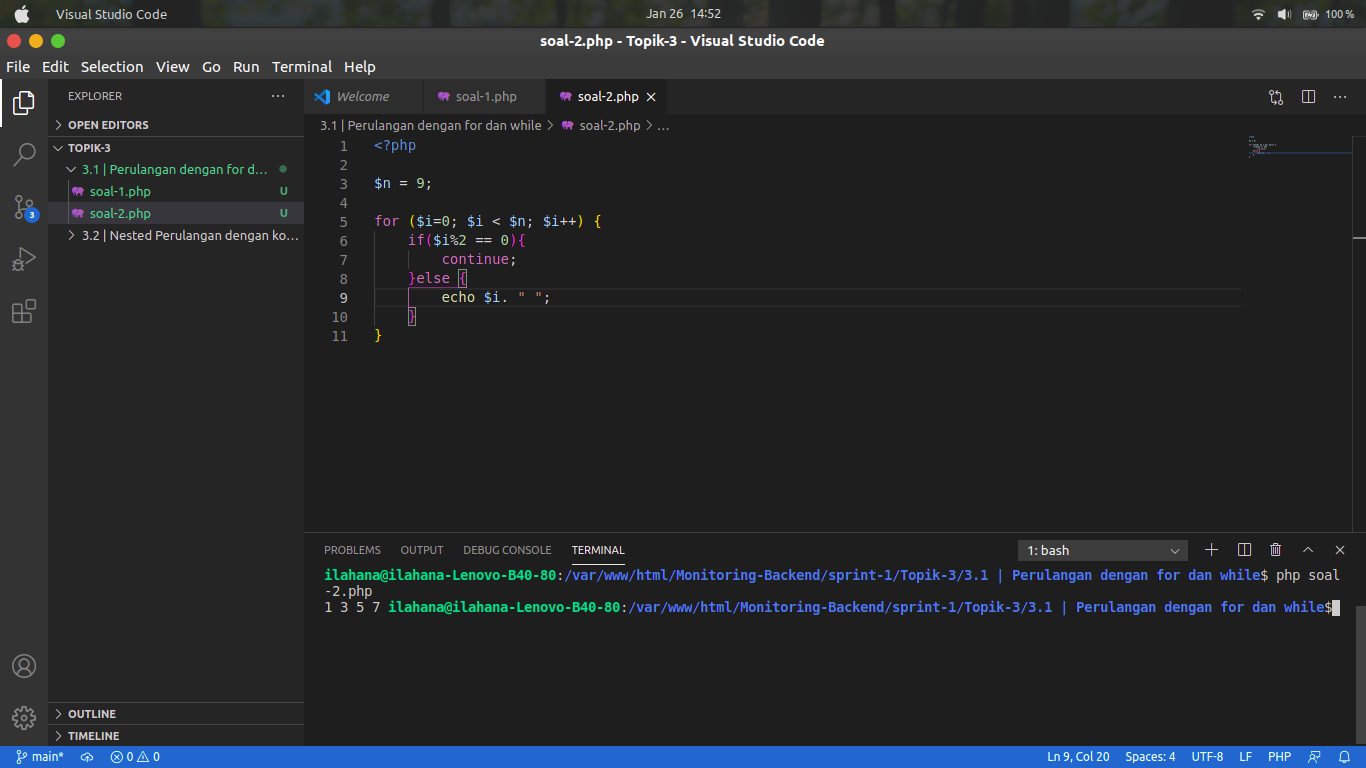 Visual Studio Code
Jan 26 14:52
100 %
soal-2.php - Topik-3 - Visual Studio Code
File Edit Selection View Go Run Terminal Help
EXPLORER
OPEN EDITORS
TOPIK-3
3.1 | Perulangan dengan for d...
soal-1.php U
soal-2.php U
3.2 | Nested Perulangan dengan ko...
3
OUTLINE
TIMELINE
Welcome
soal-1.php
soal-2.php
3.1 | Perulangan dengan for dan while > soal-2.php > ...
1 <?php
2
3 $n = 9;
4
5 for ($i=0; $i < $n; $i++) {
6 if($i%2 == 0){
7 continue;
8 }else {
9 echo $i. " ";
10 }
11 }
PROBLEMS OUTPUT DEBUG CONSOLE TERMINAL
1: bash
ilahana@ilahana-Lenovo-B40-80:/var/www/html/Monitoring-Backend/sprint-1/Topik-3/3.1 | Perulangan dengan for dan while$ php soal
-2.php
1 3 5 7 ilahana@ilahana-Lenovo-B40-80:/var/www/html/Monitoring-Backend/sprint-1/Topik-3/3.1 | Perulangan dengan for dan while$
main* 0 0
Ln 9, Col 20 Spaces: 4 UTF-8 LF PHP